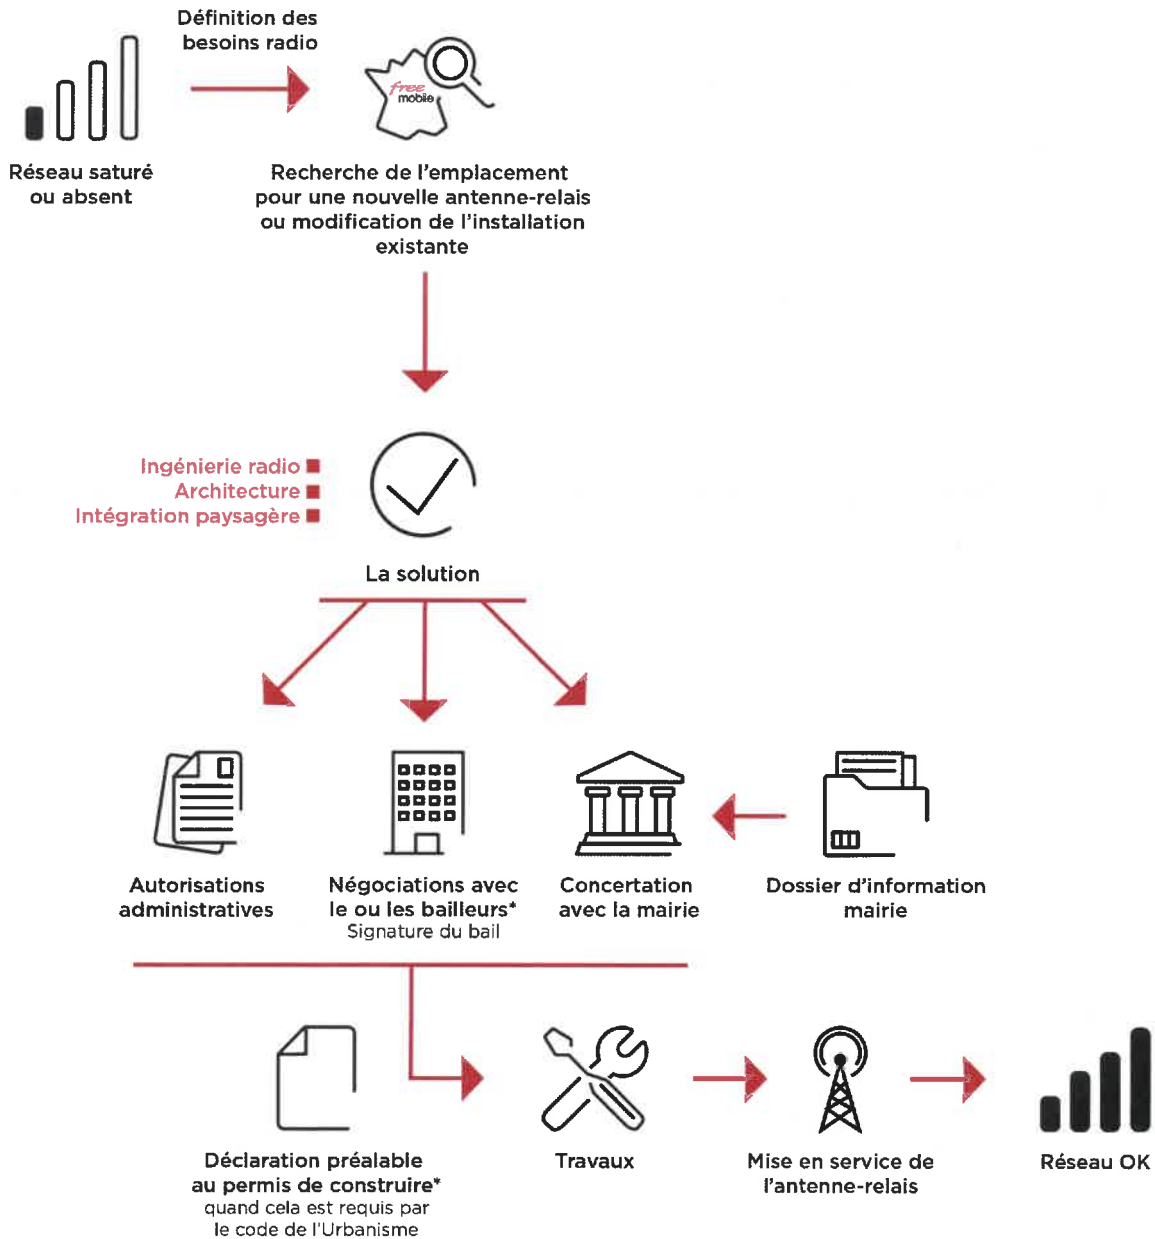 Définition des
besoins radio
free
mobile
Réseau saturé
ou absent
Recherche de l'emplacement
pour une nouvelle antenne-relais
ou modification de l'installation
existante
Ingénierie radio
Architecture
Intégration paysagère
La solution
Autorisations
administratives
Négociations avec
le ou les bailleurs*
Signature du bail
Concertation
avec la mairie
Dossier d'information
mairie
Déclaration préalable
au permis de construire*
quand cela est requis par
le code de l'Urbanisme
Travaux
Mise en service de
l'antenne-relais
Réseau OK